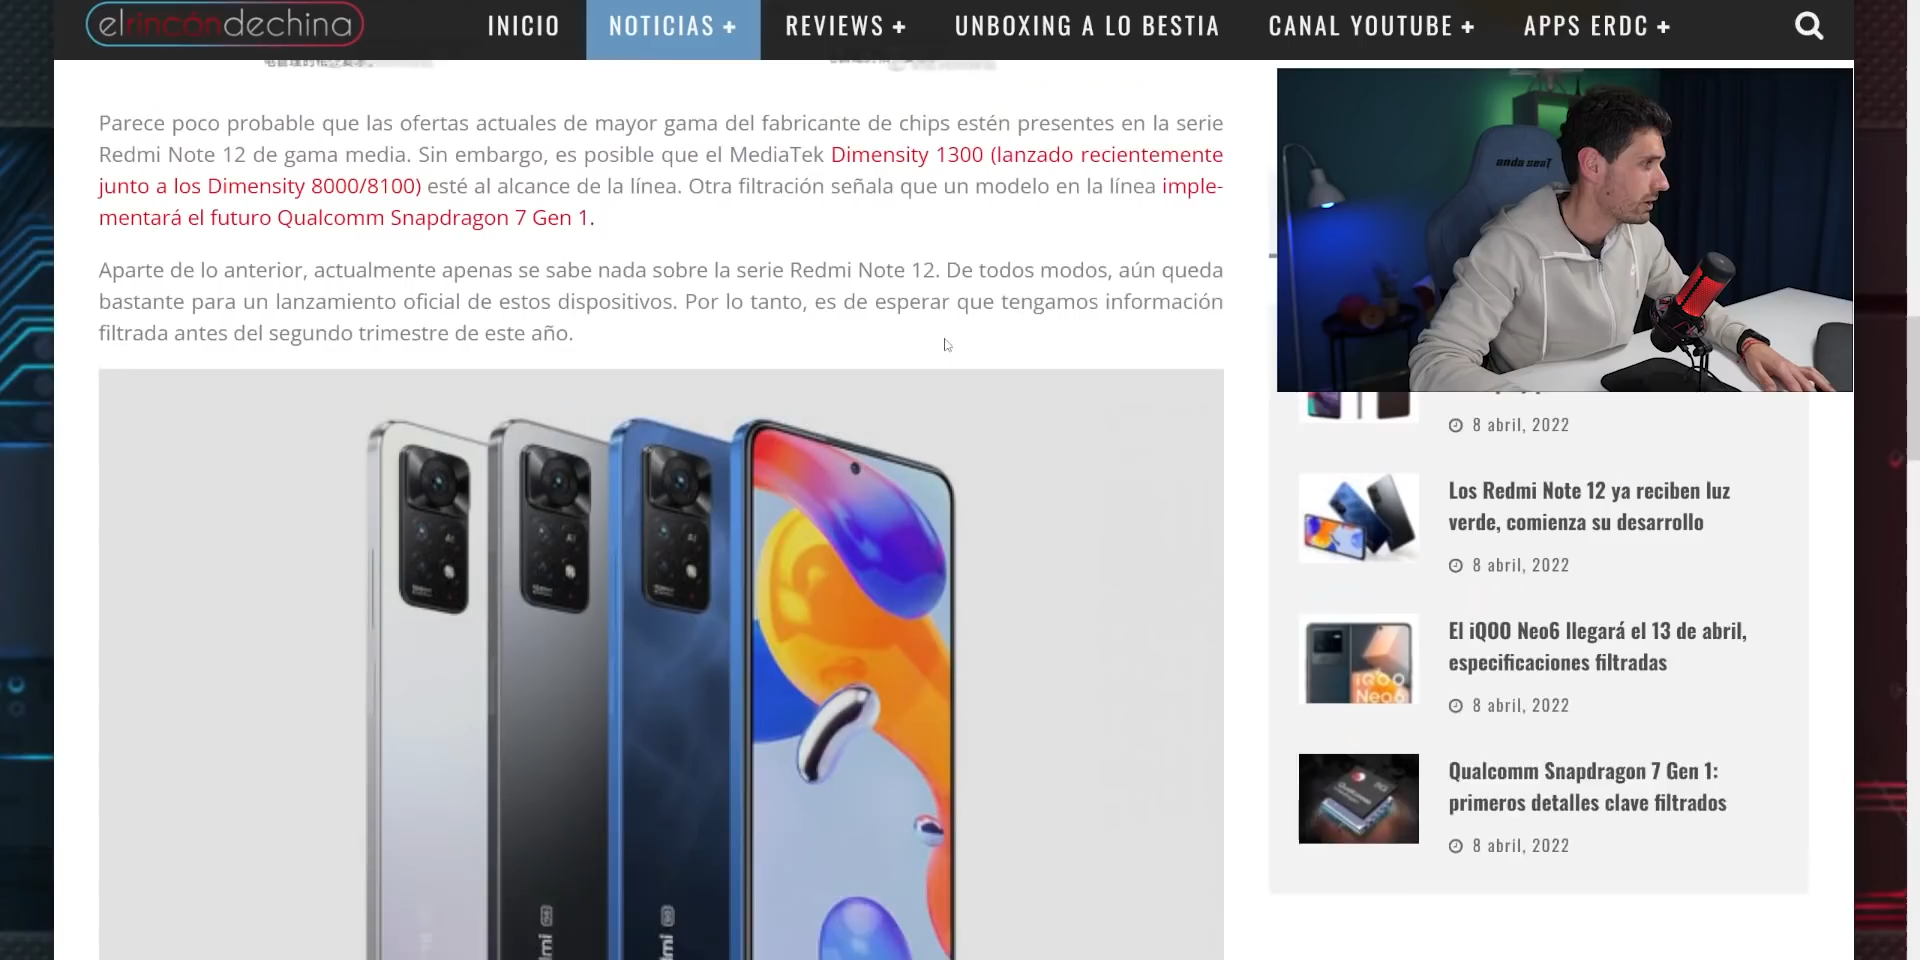 elrincóndechina
INICIO
NOTICIAS +
REVIEWS +
UNBOXING A LO BESTIA
CANAL YOUTUBE +
APPS ERDC +
Parece poco probable que las ofertas actuales de mayor gama del fabricante de chips estén presentes en la serie
Redmi Note 12 de gama media. Sin embargo, es posible que el MediaTek Dimensity 1300 (lanzado recientemente
junto a los Dimensity 8000/8100) esté al alcance de la línea. Otra filtración señala que un modelo en la línea imple-
mentará el futuro Qualcomm Snapdragon 7 Gen 1.
Aparte de lo anterior, actualmente apenas se sabe nada sobre la serie Redmi Note 12. De todos modos, aún queda
bastante para un lanzamiento oficial de estos dispositivos. Por lo tanto, es de esperar que tengamos información
filtrada antes del segundo trimestre de este año.
anda seaT
8 abril, 2022
Los Redmi Note 12 ya reciben luz
verde, comienza su desarrollo
8 abril, 2022
El iQOO Neo6 llegará el 13 de abril,
especificaciones filtradas
8 abril, 2022
iQOO
Neo6
Qualcomm Snapdragon 7 Gen 1:
primeros detalles clave filtrados
8 abril, 2022
AI
AI
AI